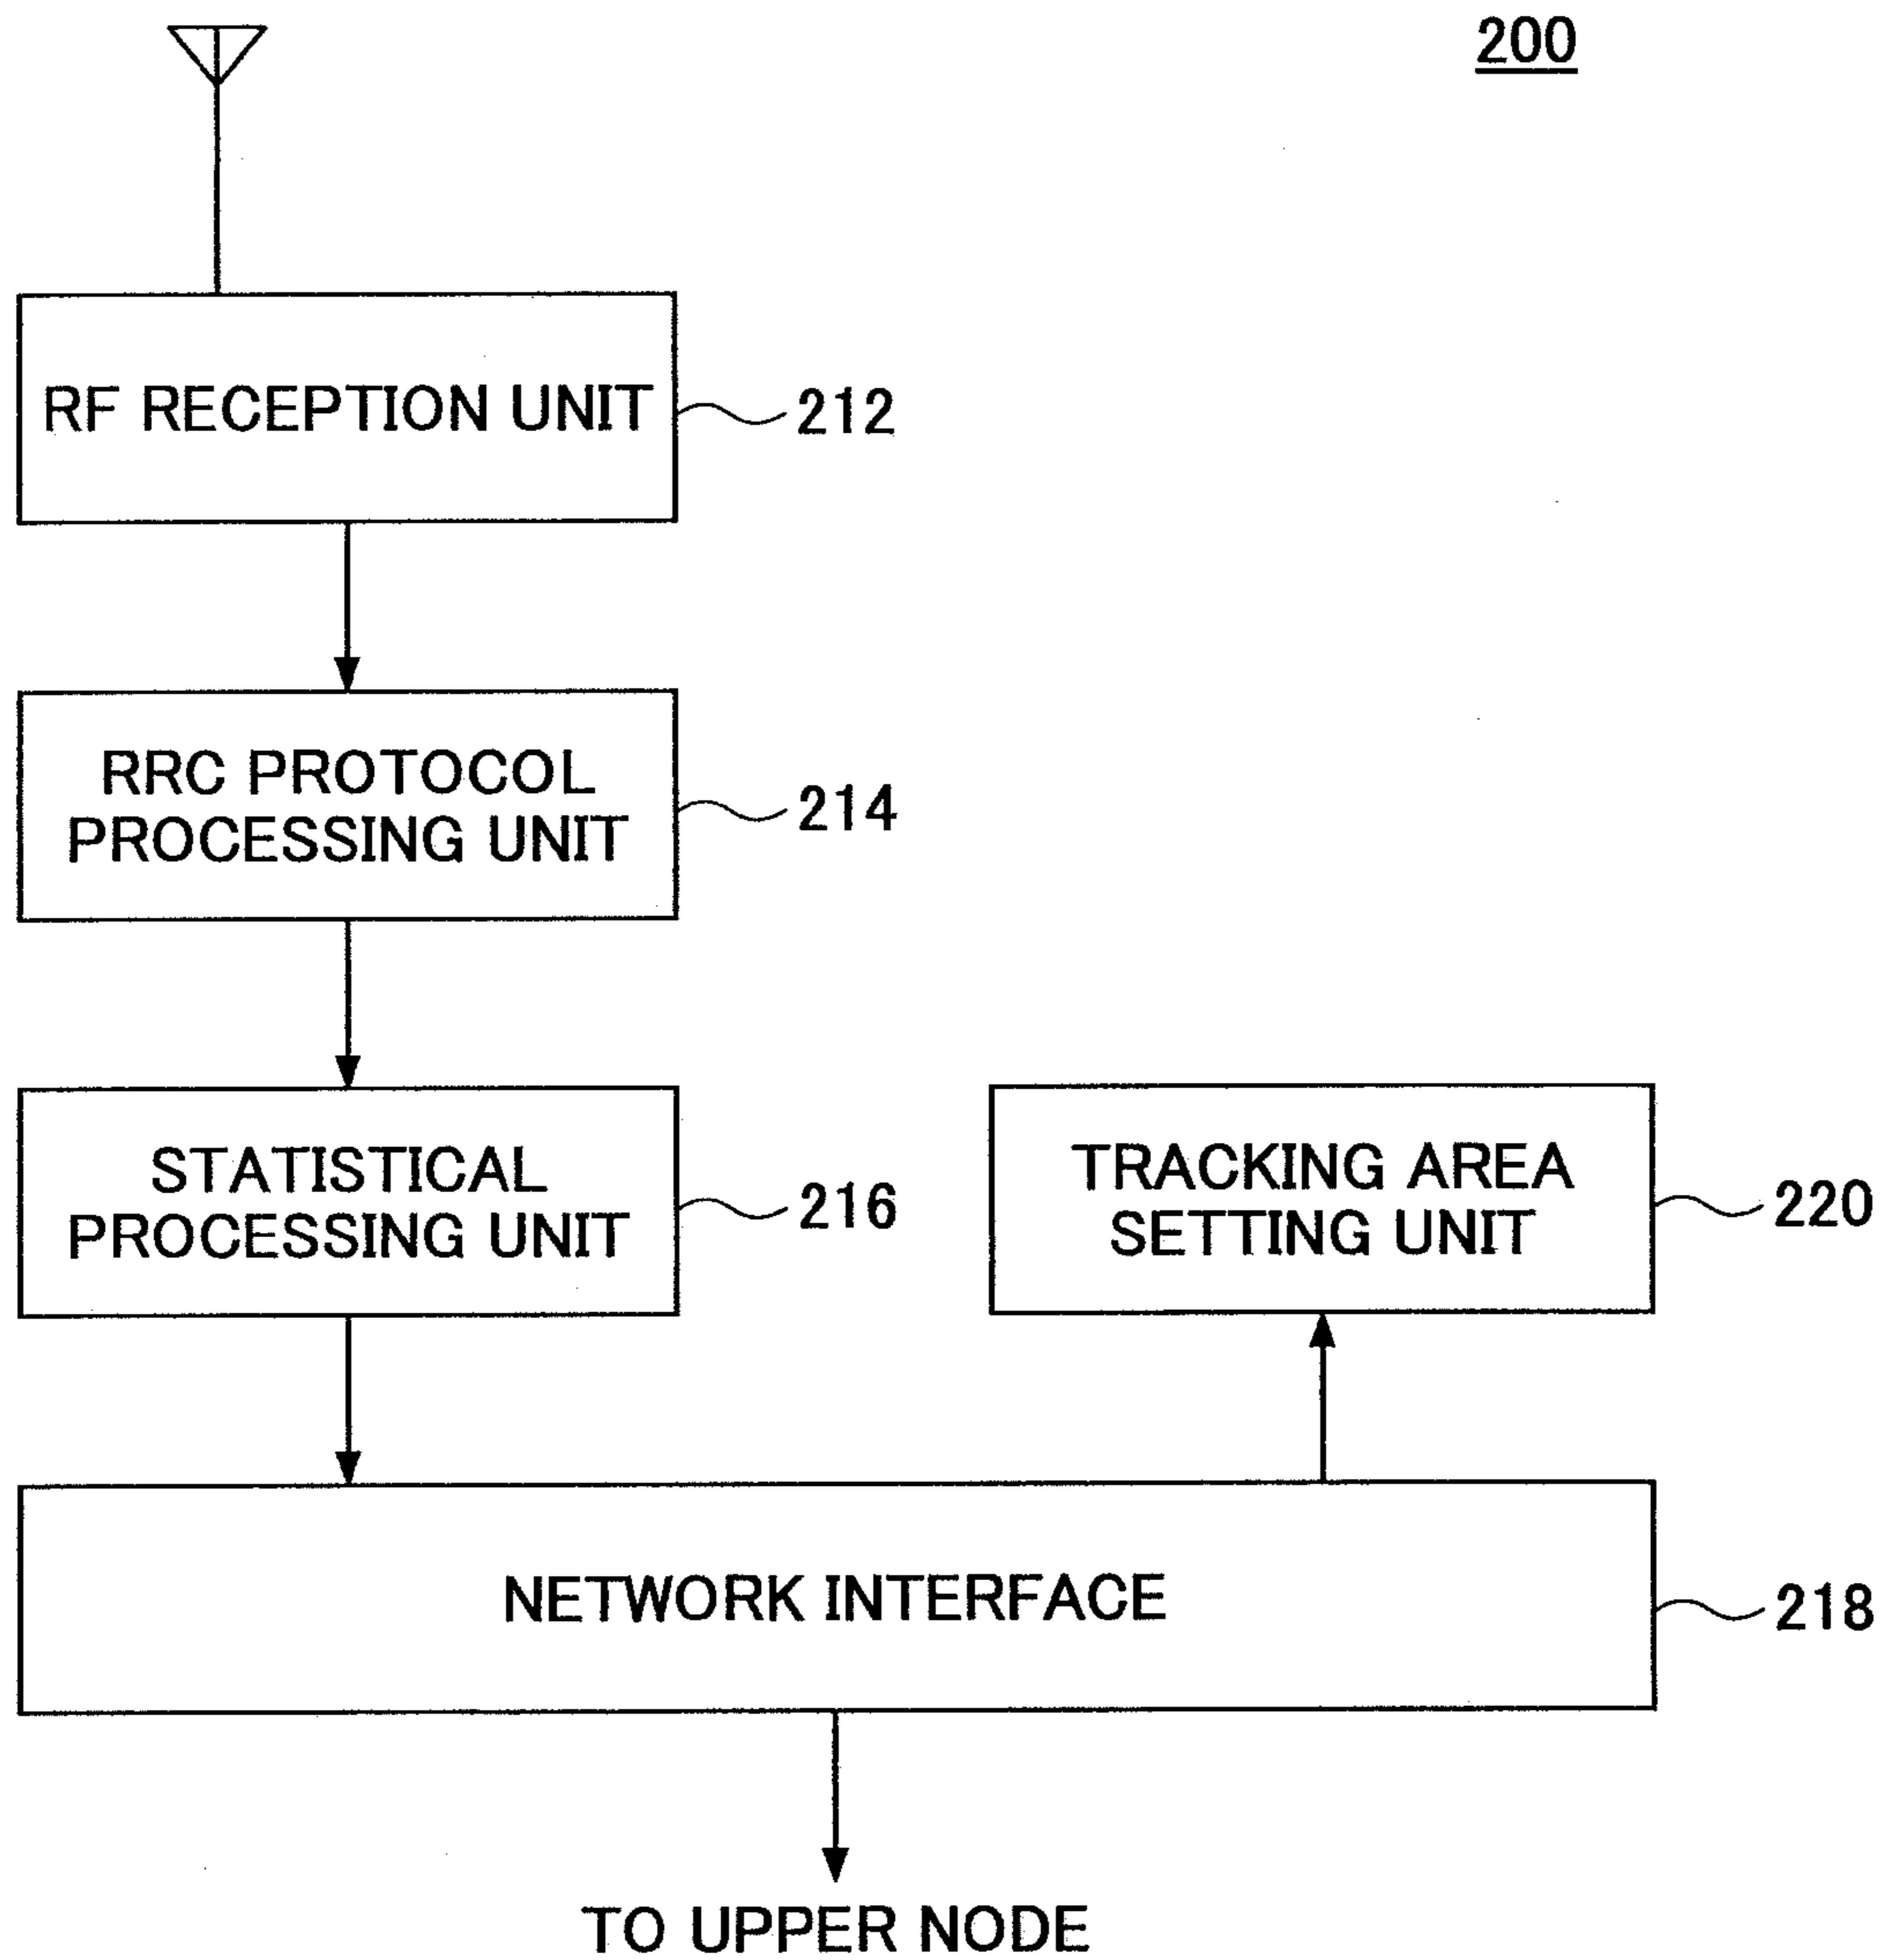 200
RF RECEPTION UNIT
212
RRC PROTOCOL
PROCESSING UNIT
214
STATISTICAL
PROCESSING UNIT
216
TRACKING AREA
SETTING UNIT
220
NETWORK INTERFACE
218
TO UPPER NODE